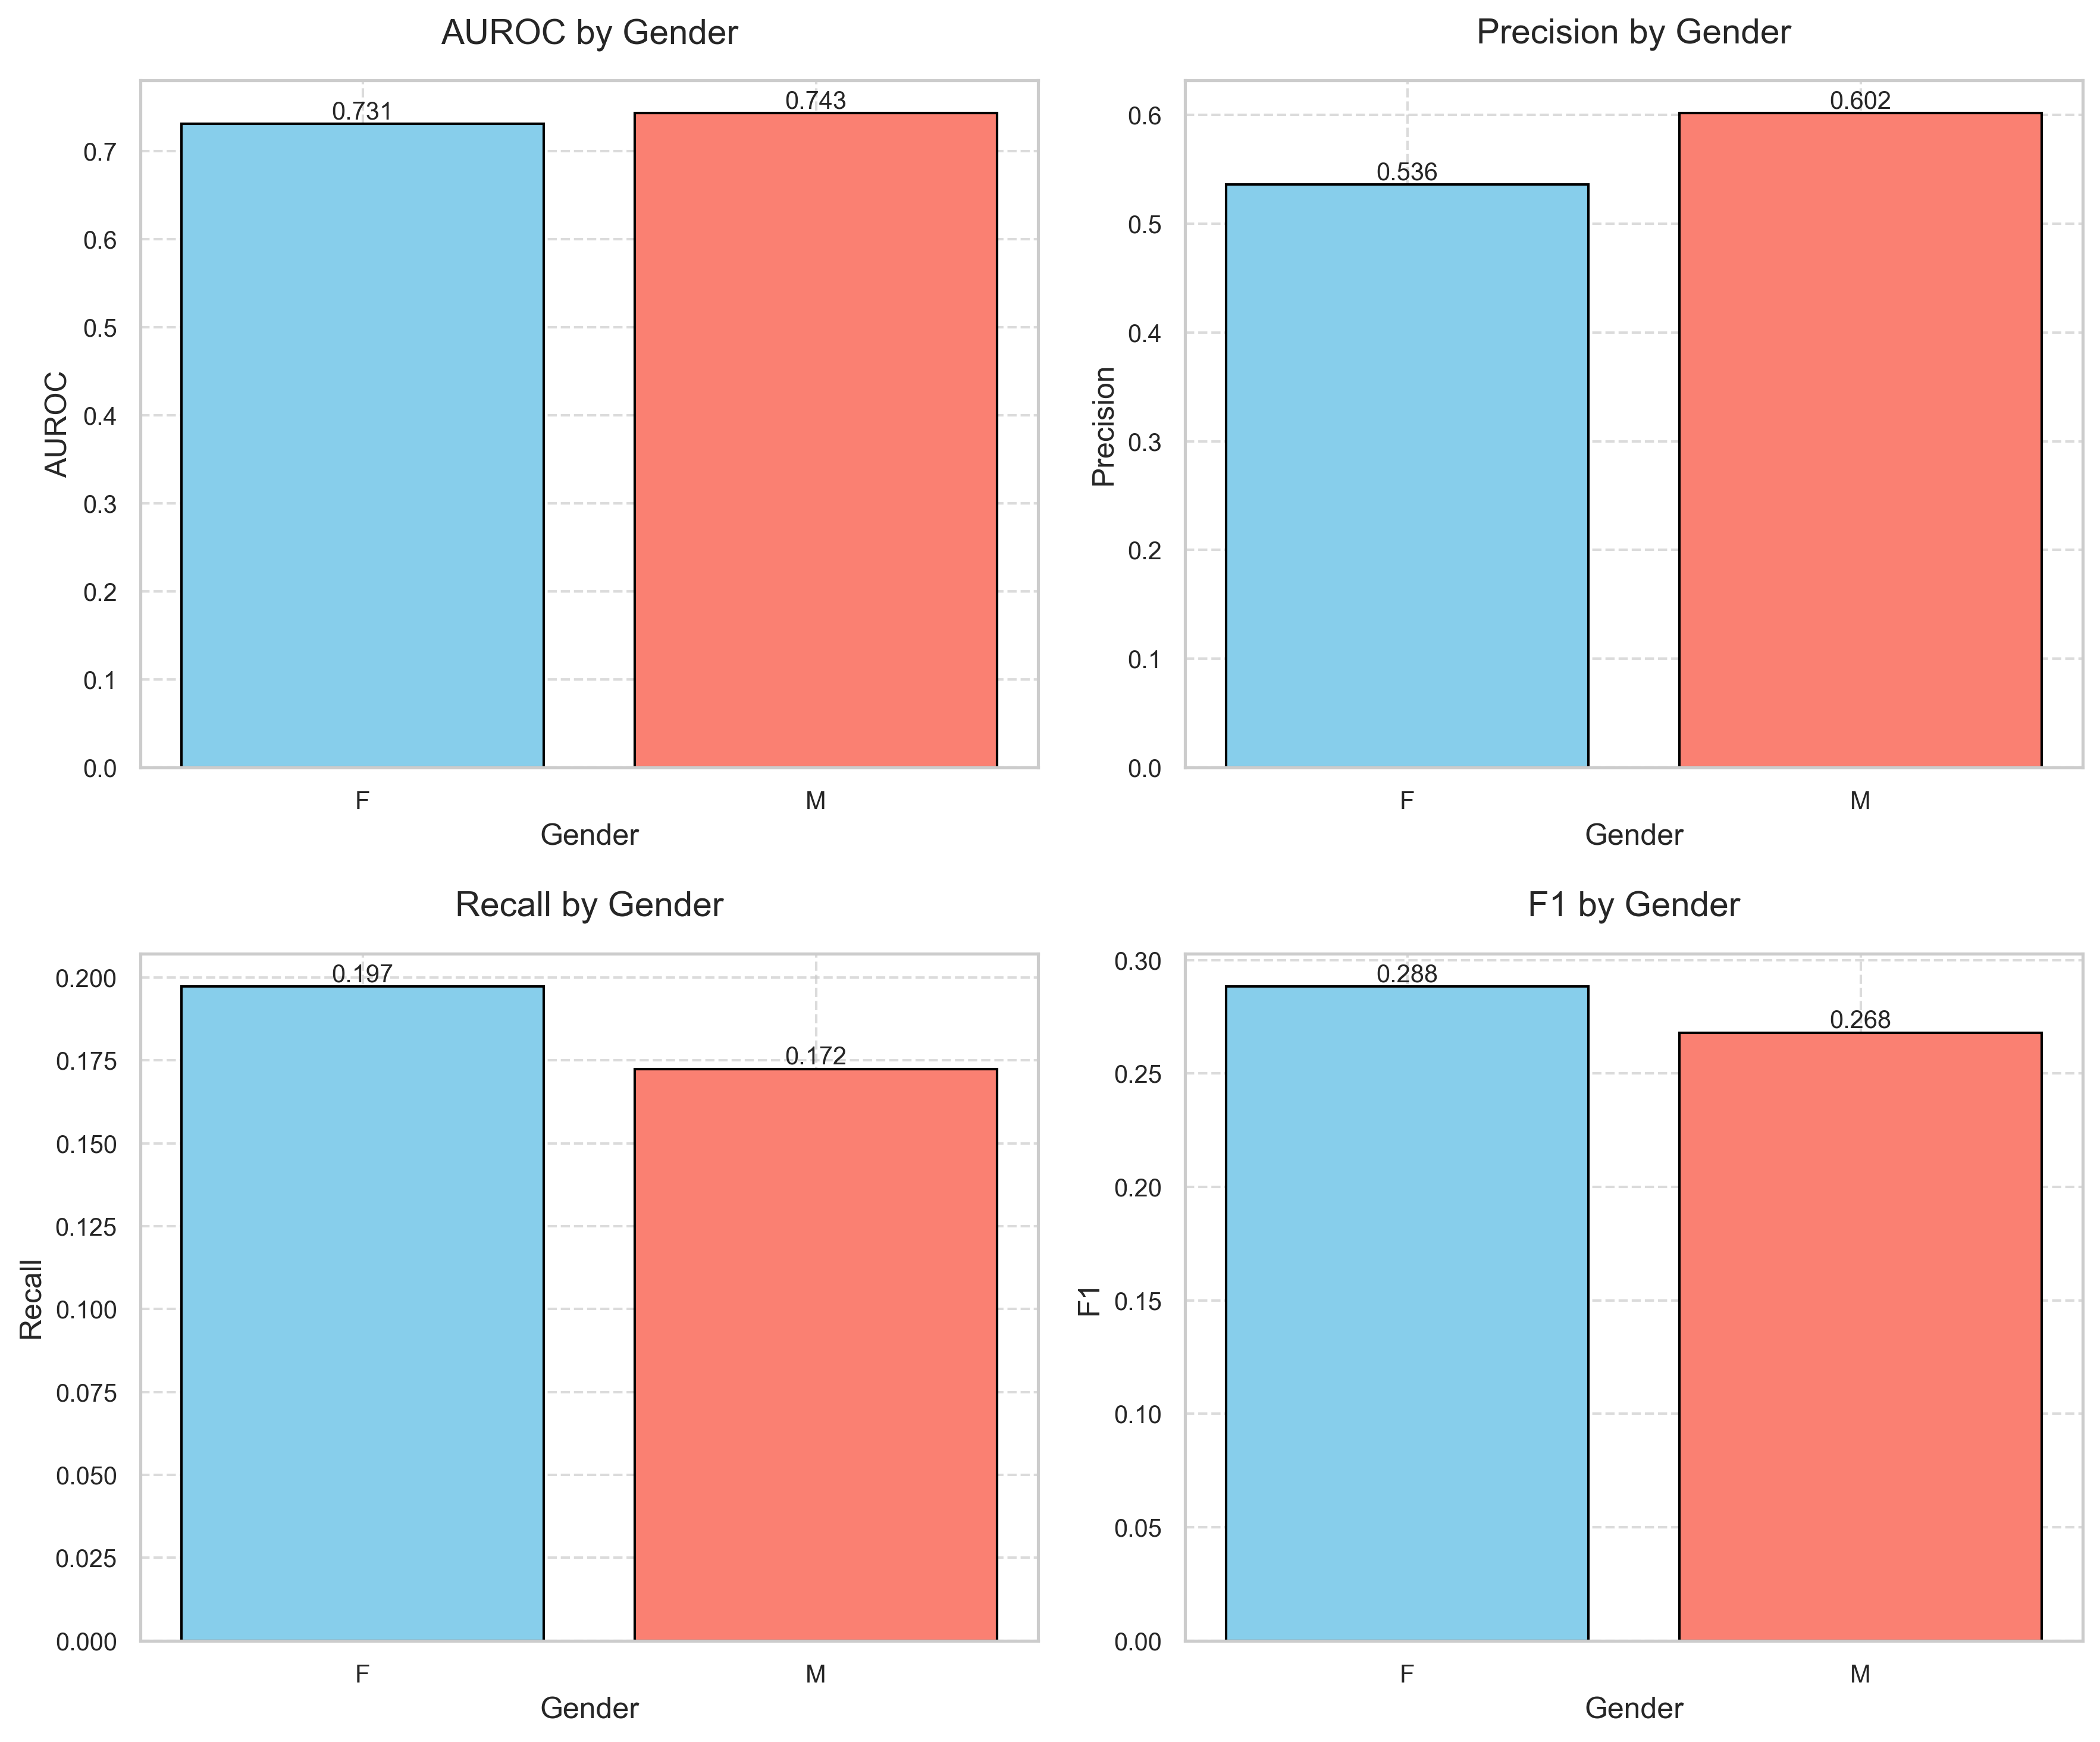 AUROC by Gender
AUROC
0.7
0.6
0.5
0.4
0.3
0.2
0.1
0.0
0.731
0.743
F
M
Gender
Precision by Gender
Precision
0.6
0.5
0.4
0.3
0.2
0.1
0.0
0.536
0.602
F
M
Gender
Recall by Gender
Recall
0.200
0.175
0.150
0.125
0.100
0.075
0.050
0.025
0.000
0.197
0.172
F
M
Gender
F1 by Gender
F1
0.30
0.25
0.20
0.15
0.10
0.05
0.00
0.288
0.268
F
M
Gender